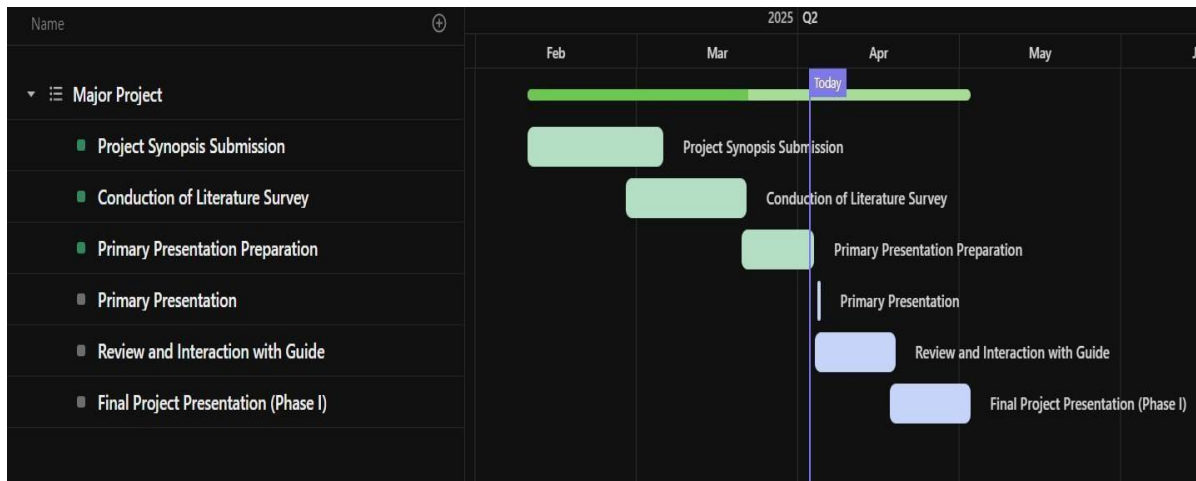 Name
2025 Q2
Feb Mar Apr May J
Today
Major Project
Project Synopsis Submission Project Synopsis Submission
Conduction of Literature Survey Conduction of Literature Survey
Primary Presentation Preparation Primary Presentation Preparation
Primary Presentation Primary Presentation
Review and Interaction with Guide Review and Interaction with Guide
Final Project Presentation (Phase I) Final Project Presentation (Phase I)